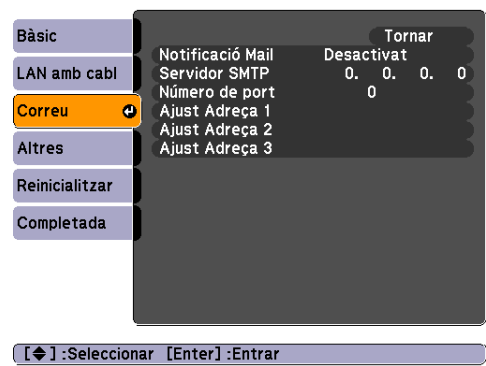 Bàsic
LAN amb cabl
Correu
Altres
Reinicialitzar
Completada
Tornar
Notificació Mail Desactivat
Servidor SMTP 0. 0. 0. 0
Número de port 0
Ajust Adreça 1
Ajust Adreça 2
Ajust Adreça 3
[◆] :Seleccionar [Enter] :Entrar